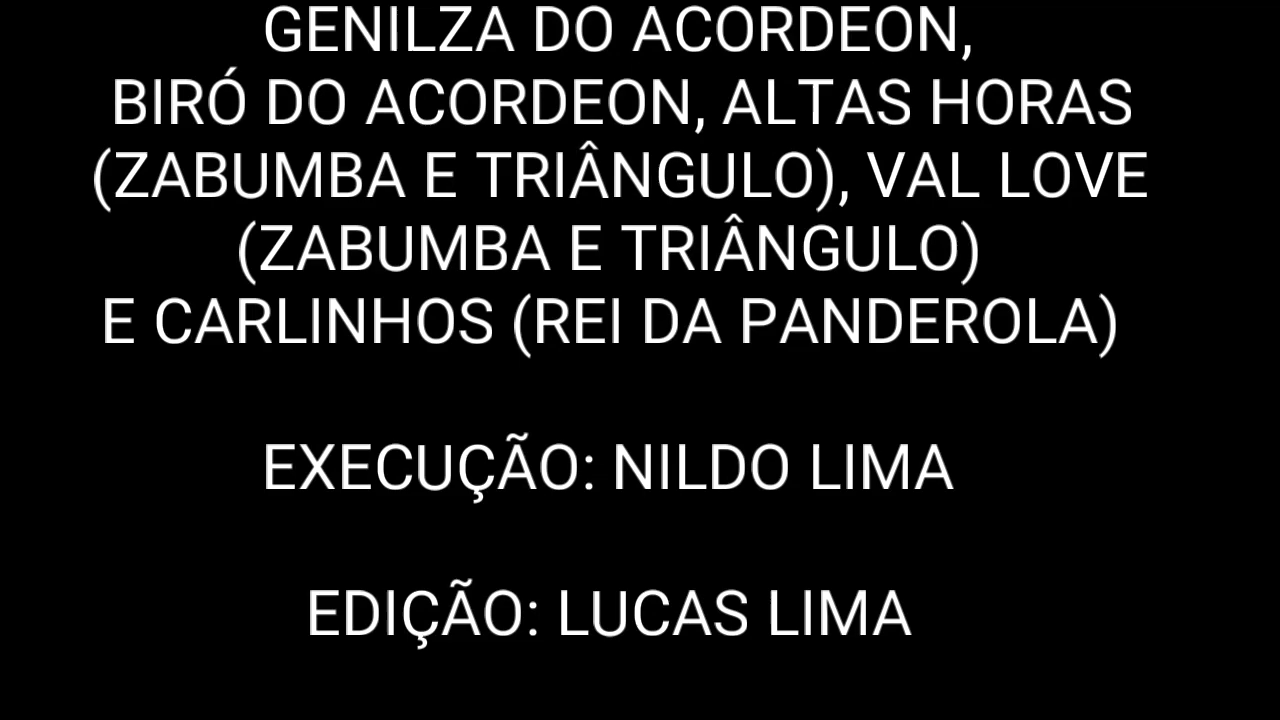 GENILZA DO ACORDEON,
BIRÓ DO ACORDEON, ALTAS HORAS
(ZABUMBA E TRIÂNGULO), VAL LOVE
(ZABUMBA E TRIÂNGULO)
E CARLINHOS (REI DA PANDEROLA)
EXECUÇÃO: NILDO LIMA
EDIÇÃO: LUCAS LIMA